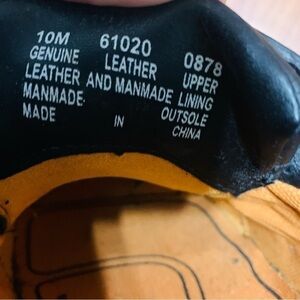 10M 61020 0878
GENUINE LEATHER UPPER
LEATHER AND MANMADE LINING
MANMADE OUTSOLE
MADE IN CHINA